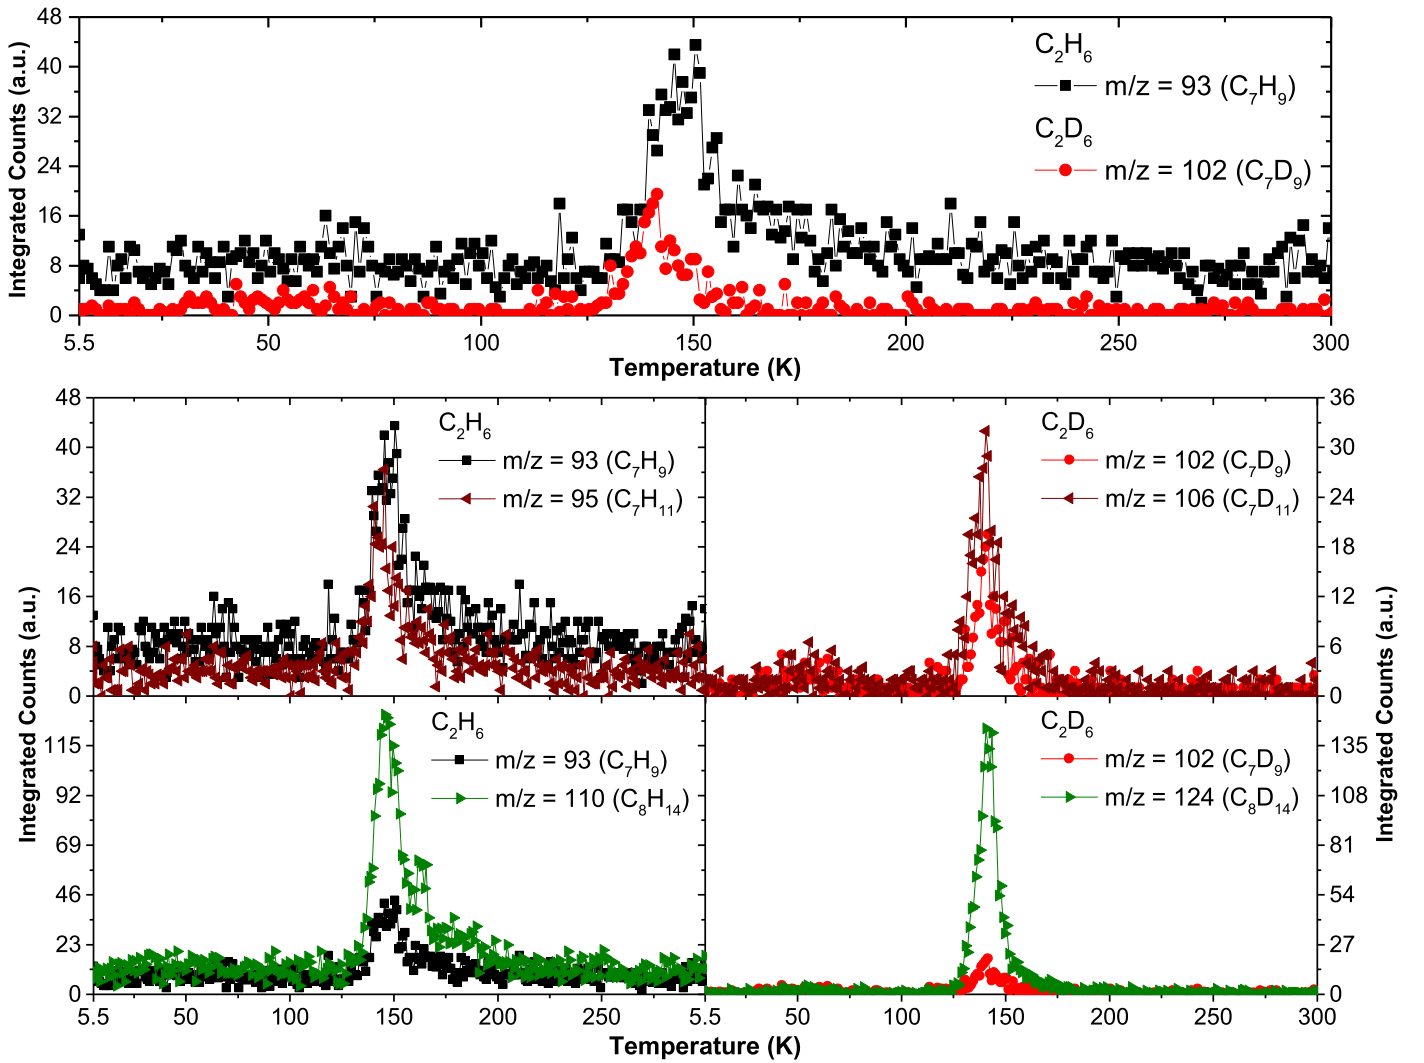 48
40
32
24
16
8
0
Integrated Counts (a.u.)
C₂H₆
m/z = 93 (C₇H₉)
C₂D₆
m/z = 102 (C₇D₉)
5.5 50 100 150 200 250 300
Temperature (K)
48
40
32
24
16
8
0
C₂H₆
m/z = 93 (C₇H₉)
m/z = 95 (C₇H₁₁)
C₂D₆
m/z = 102 (C₇D₉)
m/z = 106 (C₇D₁₁)
36
30
24
18
12
6
0
Integrated Counts (a.u.)
Integrated Counts (a.u.)
115
92
69
46
23
0
C₂H₆
m/z = 93 (C₇H₉)
m/z = 110 (C₈H₁₄)
C₂D₆
m/z = 102 (C₇D₉)
m/z = 124 (C₈D₁₄)
135
108
81
54
27
0
5.5 50 100 150 200 250 5.5 50 100 150 200 250 300
Temperature (K)